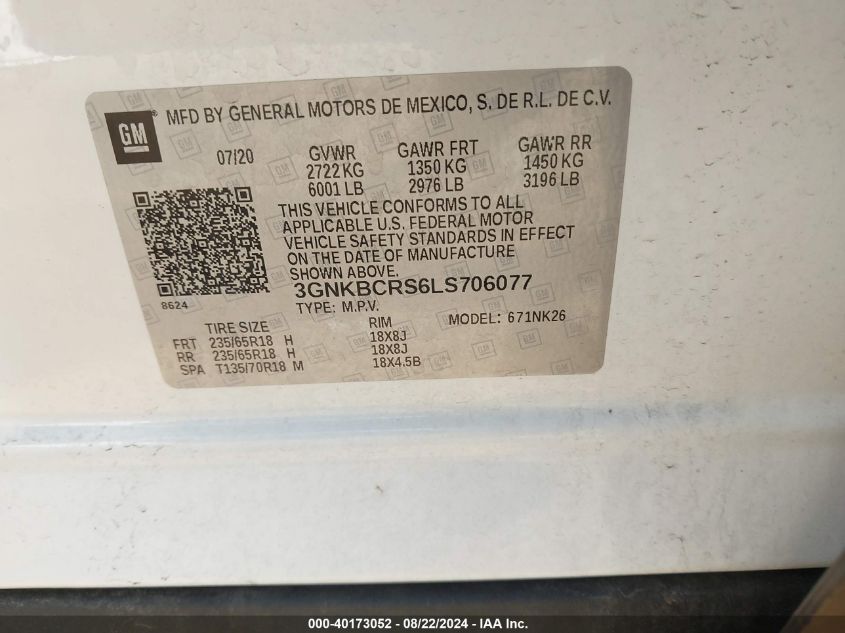 GM
MFD BY GENERAL MOTORS DE MEXICO, S. DE R.L. DE C.V.
07/20 GVWR GAWR FRT GAWR RR
2722 KG 1350 KG 1450 KG
6001 LB 2976 LB 3196 LB
THIS VEHICLE CONFORMS TO ALL
APPLICABLE U.S. FEDERAL MOTOR
VEHICLE SAFETY STANDARDS IN EFFECT
ON THE DATE OF MANUFACTURE
SHOWN ABOVE.
3GNKBCRS6LS706077
8624
TYPE: M.P.V. MODEL: 671NK26
TIRE SIZE RIM
FRT 235/65R18 H 18X8J
RR 235/65R18 H 18X8J
SPA T135/70R18 M 18X4.5B
000-40173052 - 08/22/2024 - IAA Inc.